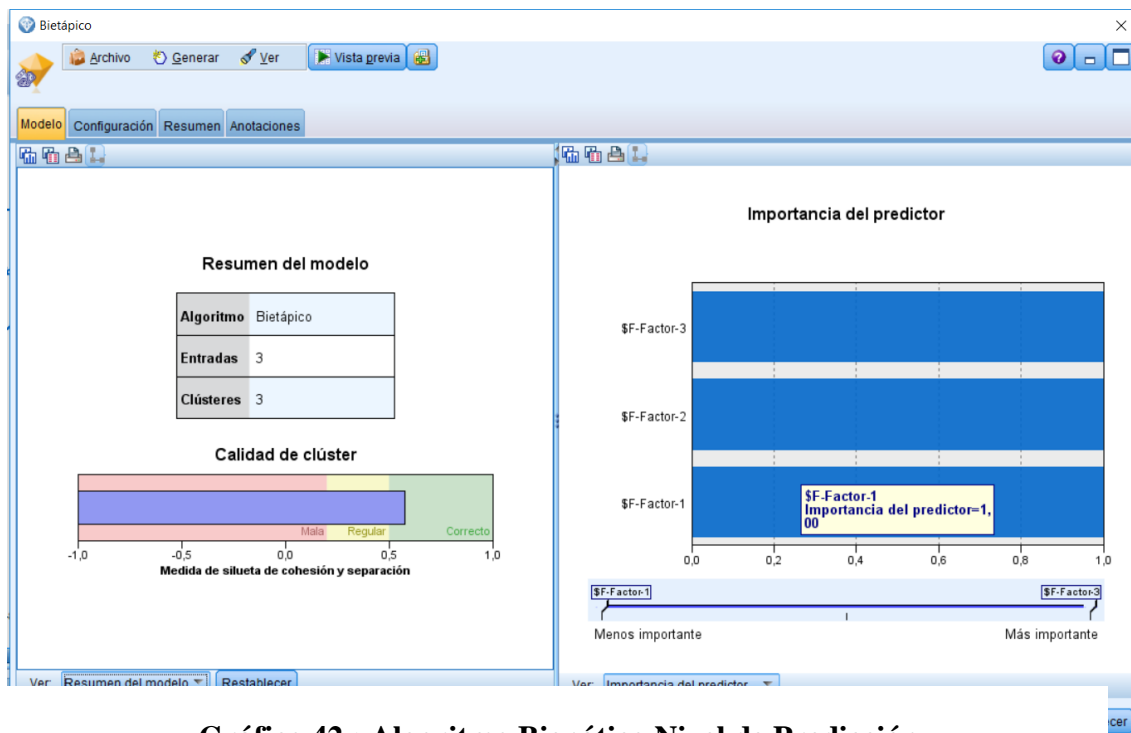 Bietápico
Archivo Generar Ver Vista previa
Modelo Configuración Resumen Anotaciones
Resumen del modelo
Algoritmo Bietápico
Entradas 3
Clústeres 3
Calidad de clúster
Mala Regular Correcto
-1,0 -0,5 0,0 0,5 1,0
Medida de silueta de cohesión y separación
Ver: Resumen del modelo Restablecer
Importancia del predictor
$F-Factor-3
$F-Factor-2
$F-Factor-1
$F-Factor-1
Importancia del predictor=1,
00
0,0 0,2 0,4 0,6 0,8 1,0
$F-Factor-1 $F-Factor-3
Menos importante Más importante
Ver: Importancia del predictor
ecer